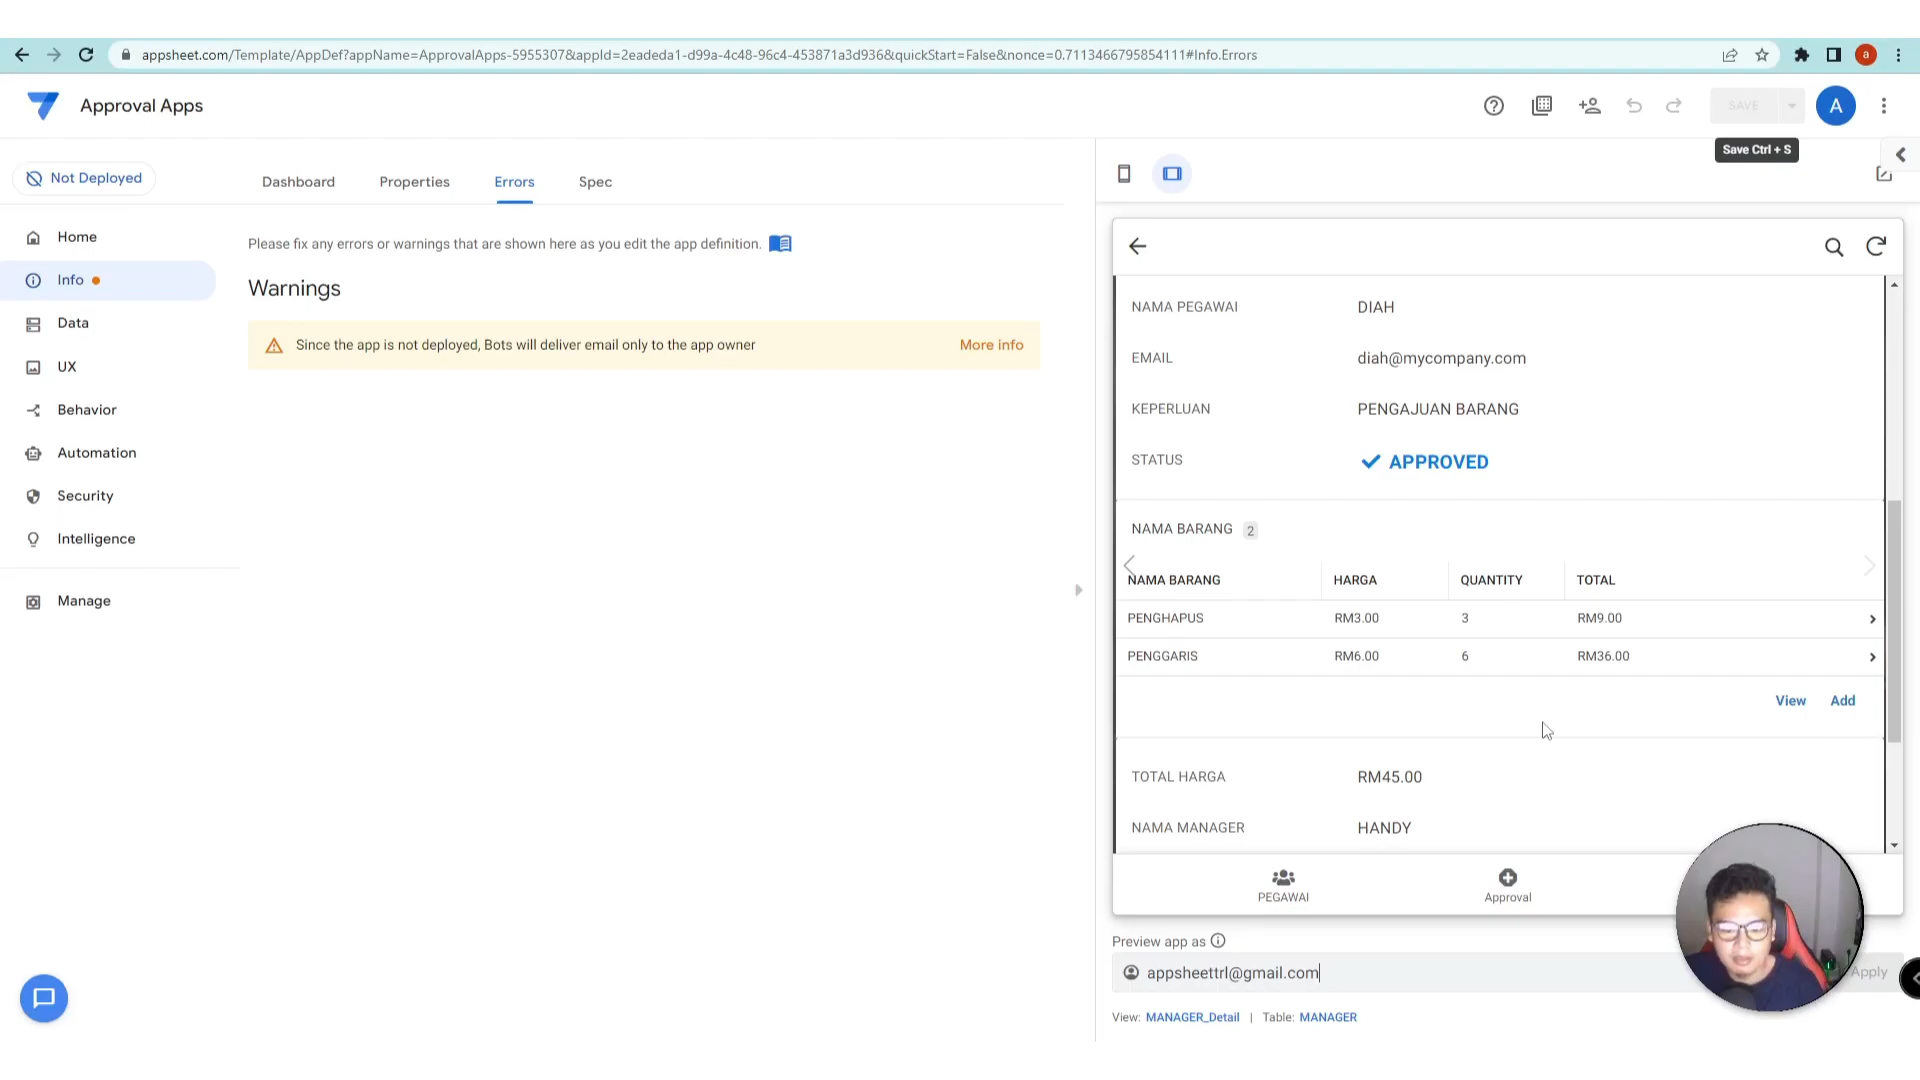 appsheet.com/Template/AppDef?appName=ApprovalApps-5955307&appId=2eadeda1-d99a-4c48-96c4-453871a3d936&quickStart=False&nonce=0.7113466795854111#Info.Errors
a
Approval Apps
SAVE
A
Save Ctrl + S
Not Deployed
Dashboard
Properties
Errors
Spec
Home
Info
Data
UX
Behavior
Automation
Security
Intelligence
Manage
Please fix any errors or warnings that are shown here as you edit the app definition.
Warnings
Since the app is not deployed, Bots will deliver email only to the app owner
More info
NAMA PEGAWAI DIAH
EMAIL diah@mycompany.com
KEPERLUAN PENGAJUAN BARANG
STATUS APPROVED
NAMA BARANG 2
NAMA BARANG HARGA QUANTITY TOTAL
PENGHAPUS RM3.00 3 RM9.00
PENGGARIS RM6.00 6 RM36.00
View Add
TOTAL HARGA RM45.00
NAMA MANAGER HANDY
PEGAWAI
Approval
Preview app as
appsheettrl@gmail.com
Apply
View: MANAGER_Detail | Table: MANAGER